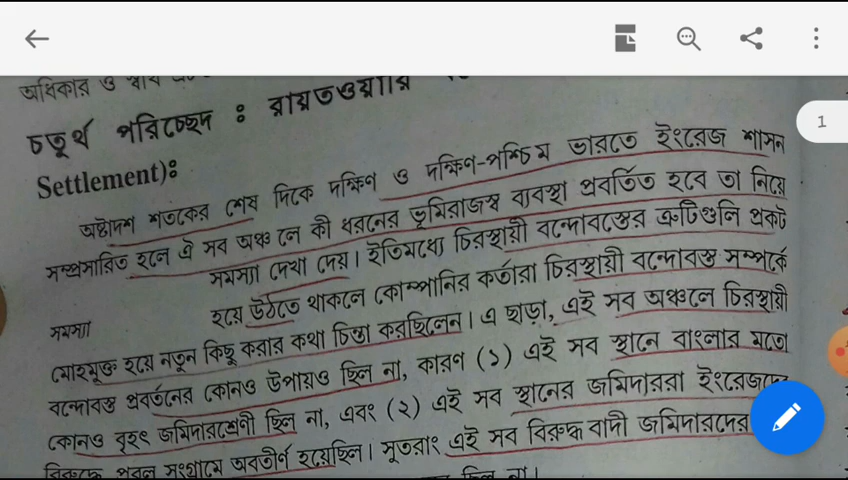 অধিকার ও
চতুর্থ পরিচ্ছেদ : রায়তওয়ারি
Settlement):
অষ্টাদশ শতকের শেষ দিকে দক্ষিণ ও দক্ষিণ-পশ্চিম ভারতে ইংরেজ শাসন
সম্প্রসারিত হলে ঐ সব অঞ্চ লে কী ধরনের ভূমিরাজস্ব ব্যবস্থা প্রবর্তিত হবে তা নিয়ে
সমস্যা দেখা দেয়। ইতিমধ্যে চিরস্থায়ী বন্দোবস্তের ত্রুটিগুলি প্রকট
সমস্যা হয়ে উঠতে থাকলে কোম্পানির কর্তারা চিরস্থায়ী বন্দোবস্ত সম্পর্কে
মোহমুক্ত হয়ে নতুন কিছু করার কথা চিন্তা করছিলেন। এ ছাড়া, এই সব অঞ্চলে চিরস্থায়ী
বন্দোবস্ত প্রবর্তনের কোনও উপায়ও ছিল না, কারণ (১) এই সব স্থানে বাংলার মতো
কোনও বৃহৎ জমিদারশ্রেণী ছিল না, এবং (২) এই সব স্থানের জমিদাররা ইংরেজদের
বিরুদ্ধে প্রবল সংগ্রামে অবতীর্ণ হয়েছিল। সুতরাং এই সব বিরুদ্ধ বাদী জমিদারদের
ছিল না।
1